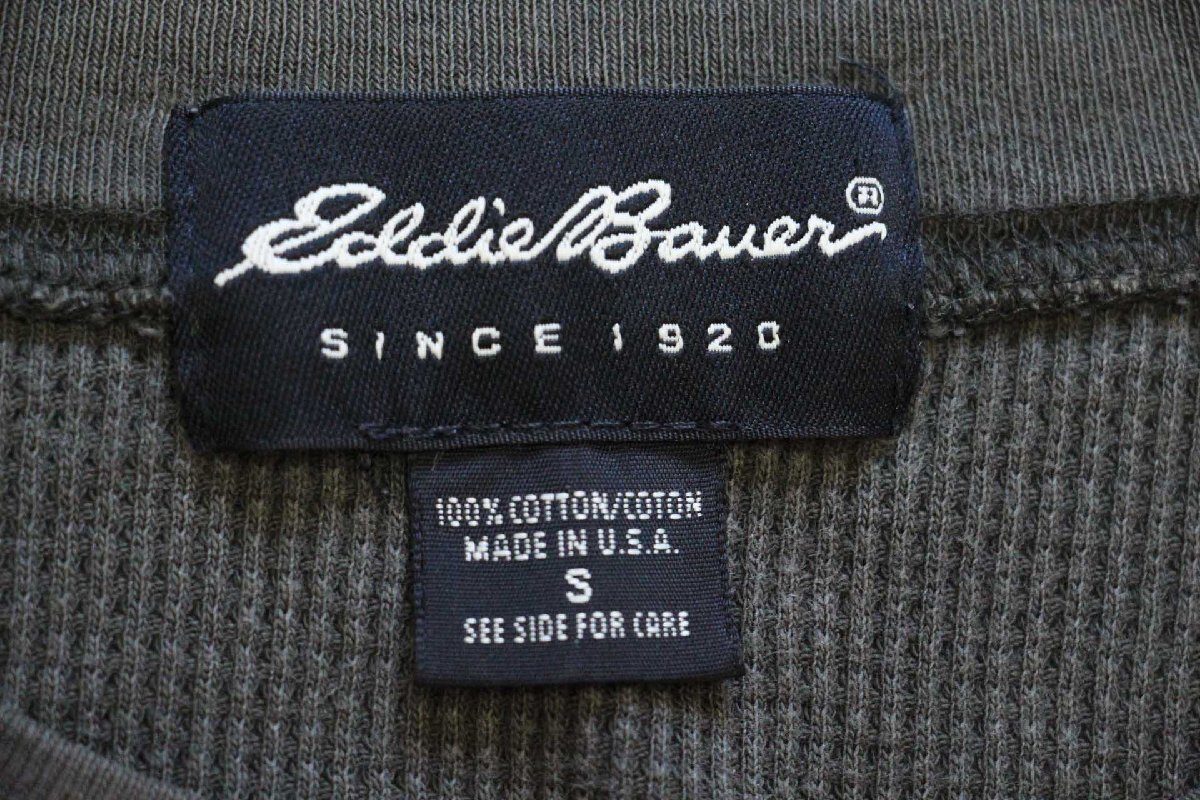 Eddie Bauer®
SINCE 1920
100% COTTON/COTON
MADE IN U.S.A.
S
SEE SIDE FOR CARE